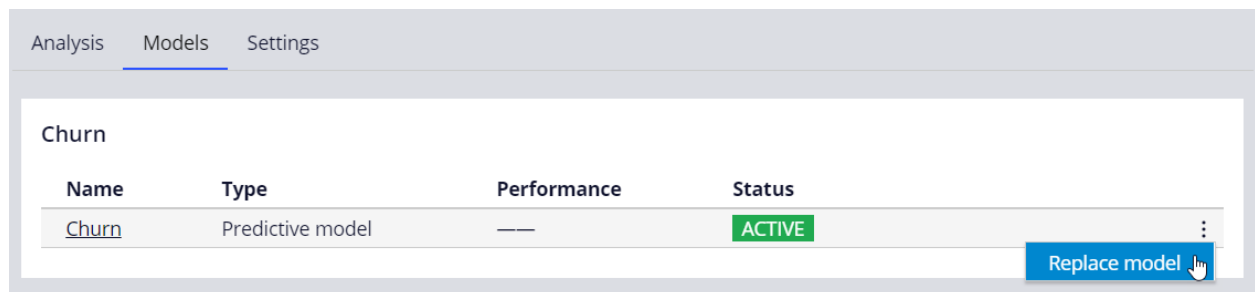 Analysis Models Settings
Churn
Name Type Performance Status
Churn Predictive model —— ACTIVE
Replace model